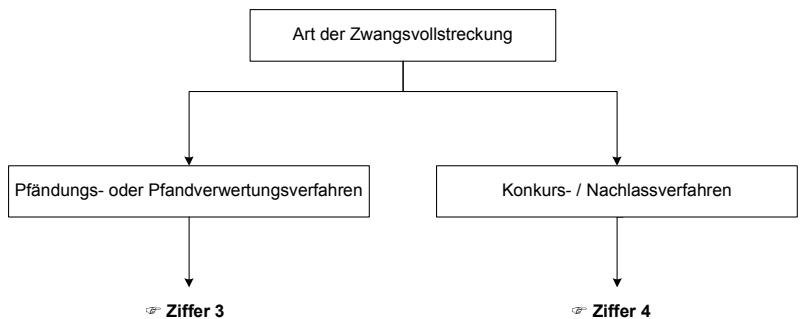 Art der Zwangsvollstreckung
Pfändungs- oder Pfandverwertungsverfahren
Konkurs- / Nachlassverfahren
☞ Ziffer 3
☞ Ziffer 4